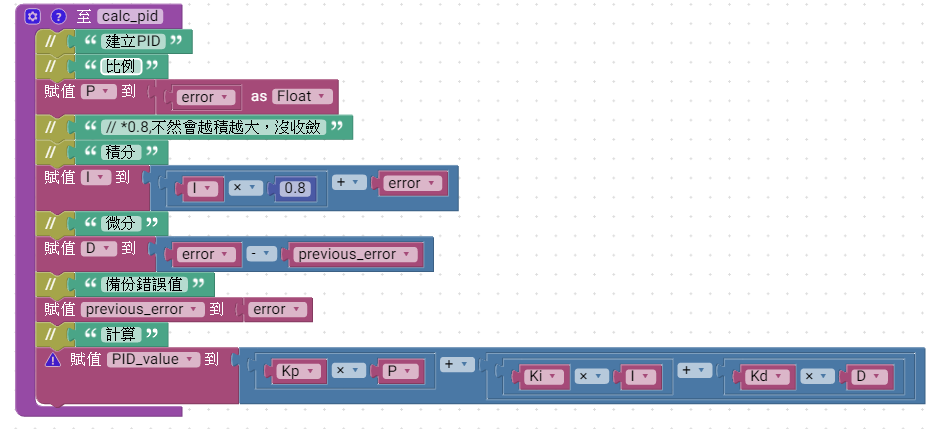 至 calc_pid
// “ 建立PID ”
// “ 比例 ”
賦值 P 到 error as Float
// “ // *0.8,不然會越積越大，沒收斂 ”
// “ 積分 ”
賦值 I 到 I × 0.8 + error
// “ 微分 ”
賦值 D 到 error - previous_error
// “ 備份錯誤值 ”
賦值 previous_error 到 error
// “ 計算 ”
賦值 PID_value 到 Kp × P + Ki × I + Kd × D